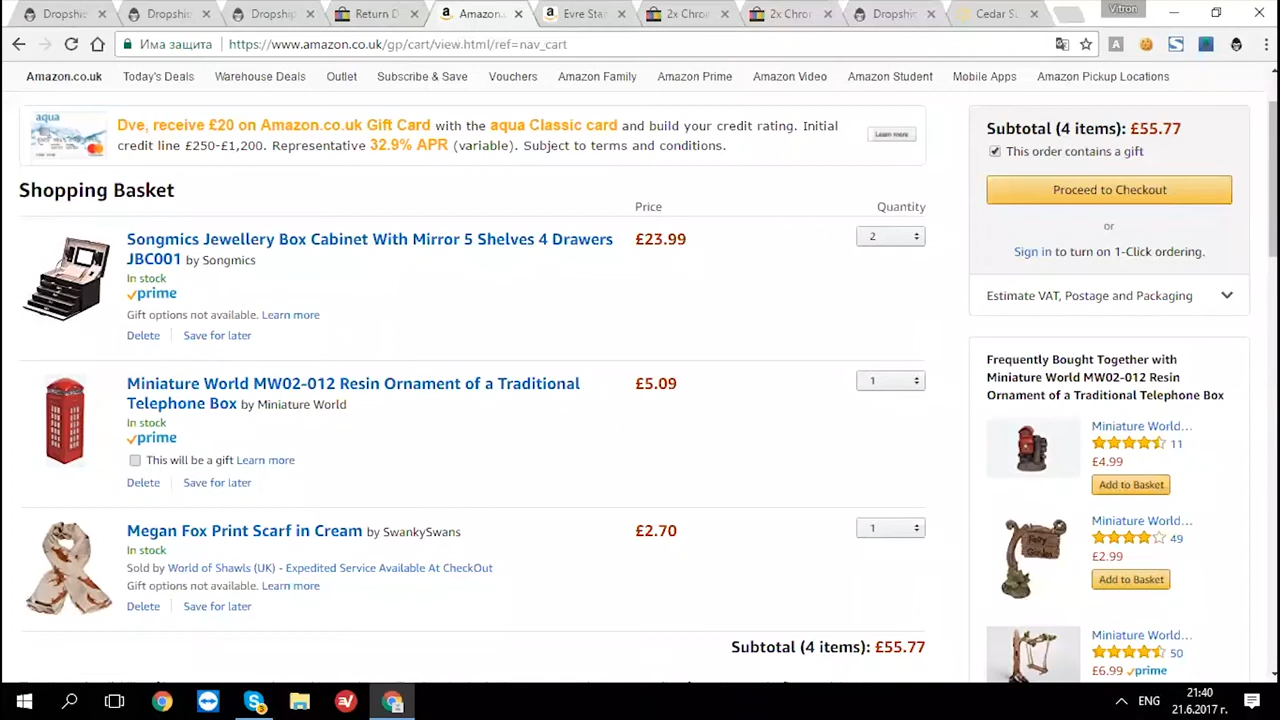 Dropshi
Dropship
Dropship
Return D
Amazon.
Evre Sta
2x Chro
2x Chro
Dropshi
Cedar S
Vitron
Има защита
https://www.amazon.co.uk/gp/cart/view.html/ref=nav_cart
Amazon.co.uk Today's Deals Warehouse Deals Outlet Subscribe & Save Vouchers Amazon Family Amazon Prime Amazon Video Amazon Student Mobile Apps Amazon Pickup Locations
aqua
Dve, receive £20 on Amazon.co.uk Gift Card with the aqua Classic card and build your credit rating. Initial
credit line £250-£1,200. Representative 32.9% APR (variable). Subject to terms and conditions.
Learn more
Shopping Basket
Price Quantity
Songmics Jewellery Box Cabinet With Mirror 5 Shelves 4 Drawers
JBC001 by Songmics
£23.99
2
In stock
prime
Gift options not available. Learn more
Delete Save for later
Miniature World MW02-012 Resin Ornament of a Traditional
Telephone Box by Miniature World
£5.09
1
In stock
prime
This will be a gift Learn more
Delete Save for later
Megan Fox Print Scarf in Cream by SwankySwans
£2.70
1
In stock
Sold by World of Shawls (UK) - Expedited Service Available At CheckOut
Gift options not available. Learn more
Delete Save for later
Subtotal (4 items): £55.77
Subtotal (4 items): £55.77
This order contains a gift
Proceed to Checkout
or
Sign in to turn on 1-Click ordering.
Estimate VAT, Postage and Packaging
Frequently Bought Together with
Miniature World MW02-012 Resin
Ornament of a Traditional Telephone Box
Miniature World...
11
£4.99
Add to Basket
Miniature World...
49
£2.99
Add to Basket
Miniature World...
50
£6.99 prime
ENG
21:40
21.6.2017 г.